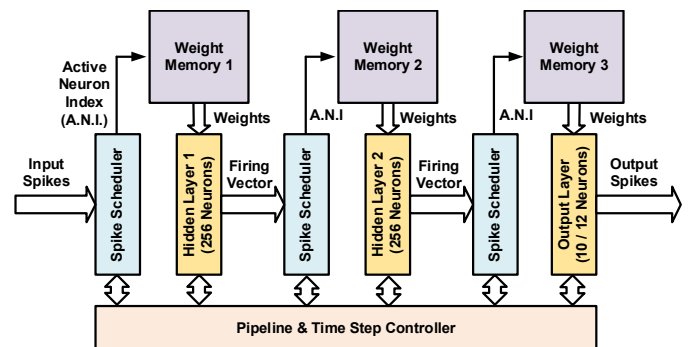 Weight
Memory 1
Weight
Memory 2
Weight
Memory 3
Active
Neuron
Index
(A.N.I.)
Weights
A.N.I
Weights
A.N.I
Weights
Input
Spikes
Spike Scheduler
Hidden Layer 1
(256 Neurons)
Firing
Vector
Spike Scheduler
Hidden Layer 2
(256 Neurons)
Firing
Vector
Spike Scheduler
Output Layer
(10 / 12 Neurons)
Output
Spikes
Pipeline & Time Step Controller